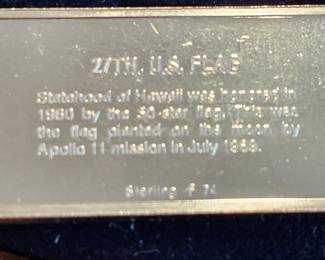 27TH. U.S. FLAG
Statehood of Hawaii was honored in
1960 by the 50-star flag. This was
the flag planted on the moon by
Apollo 11 mission in July 1969.
Sterling